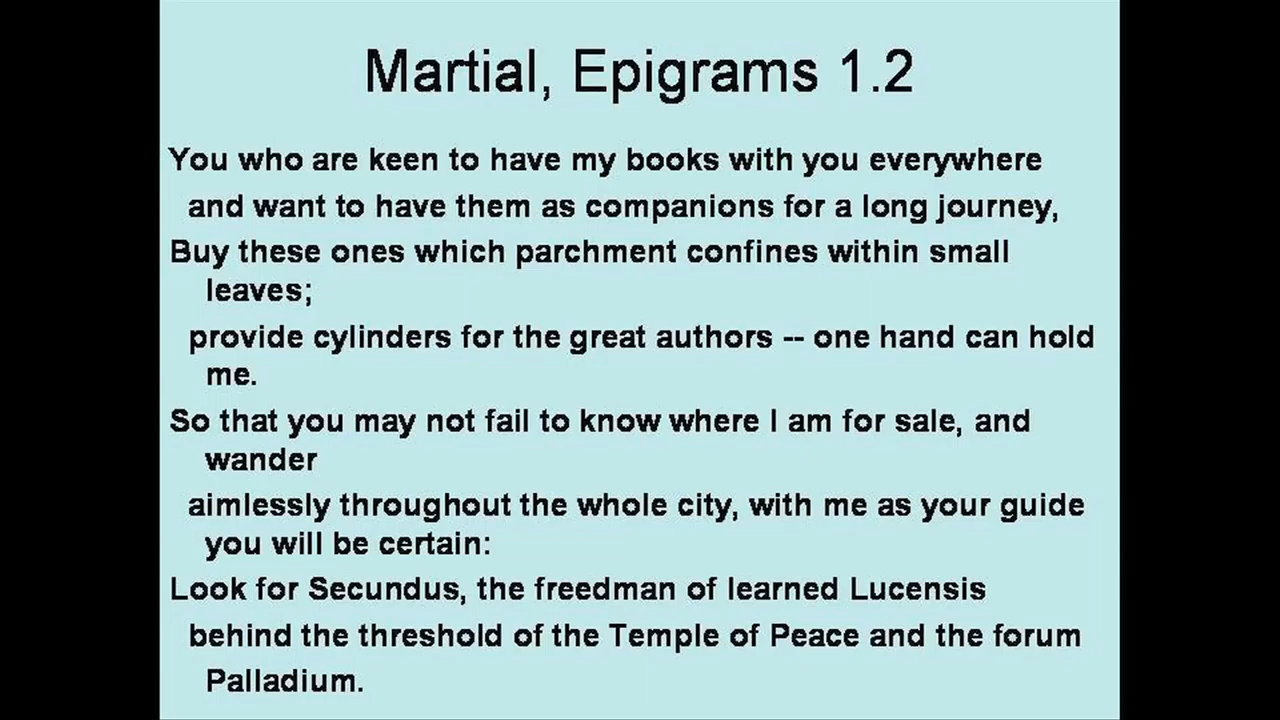 Martial, Epigrams 1.2
You who are keen to have my books with you everywhere
and want to have them as companions for a long journey,
Buy these ones which parchment confines within small
leaves;
provide cylinders for the great authors -- one hand can hold
me.
So that you may not fail to know where I am for sale, and
wander
aimlessly throughout the whole city, with me as your guide
you will be certain:
Look for Secundus, the freedman of learned Lucensis
behind the threshold of the Temple of Peace and the forum
Palladium.